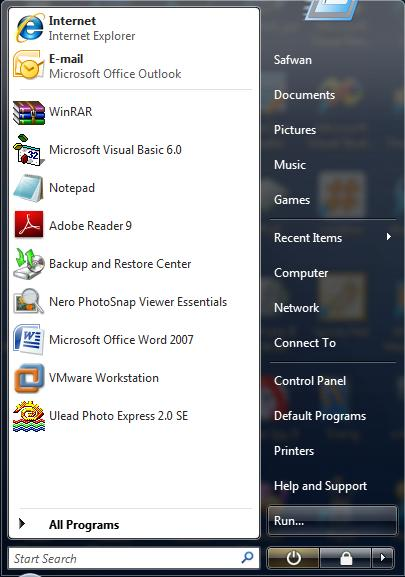 Internet
Internet Explorer
E-mail
Microsoft Office Outlook
WinRAR
Microsoft Visual Basic 6.0
Notepad
Adobe Reader 9
Backup and Restore Center
Nero PhotoSnap Viewer Essentials
Microsoft Office Word 2007
VMware Workstation
Ulead Photo Express 2.0 SE
All Programs
Start Search
Safwan
Documents
Pictures
Music
Games
Recent Items
Computer
Network
Connect To
Control Panel
Default Programs
Printers
Help and Support
Run...